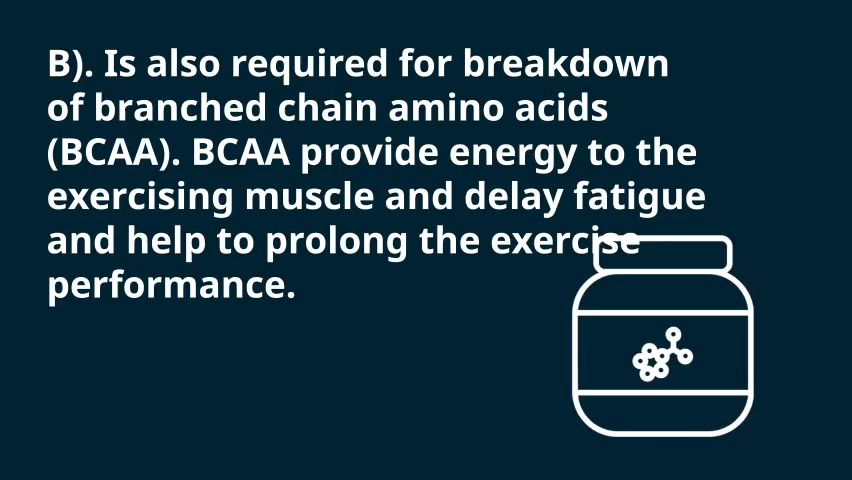 B). Is also required for breakdown
of branched chain amino acids
(BCAA). BCAA provide energy to the
exercising muscle and delay fatigue
and help to prolong the exercise
performance.